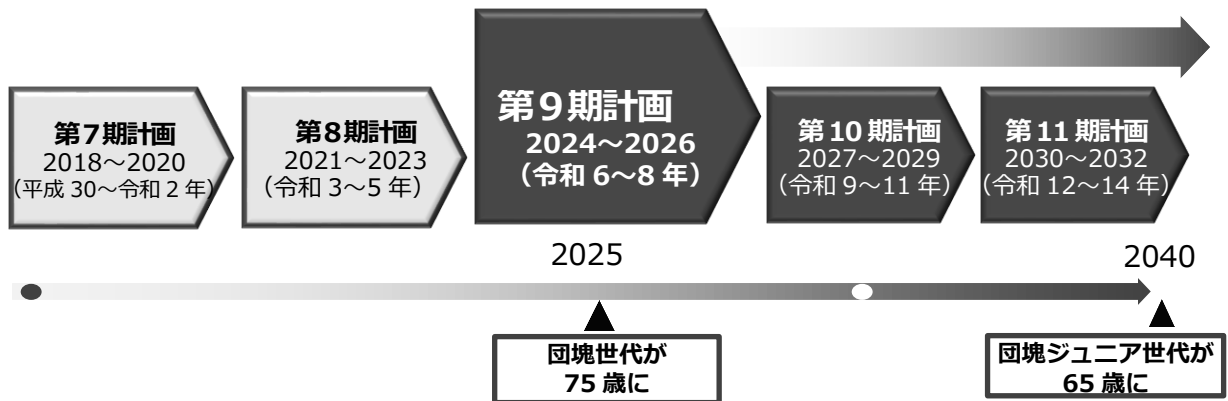 第7期計画
2018～2020
（平成 30～令和 2 年）
第8期計画
2021～2023
（令和 3～5 年）
第９期計画
2024～2026
（令和 6～8 年）
第 10 期計画
2027～2029
（令和 9～11 年）
第 11 期計画
2030～2032
（令和 12～14 年）
2025
2040
団塊世代が
75 歳に
団塊ジュニア世代が
65 歳に